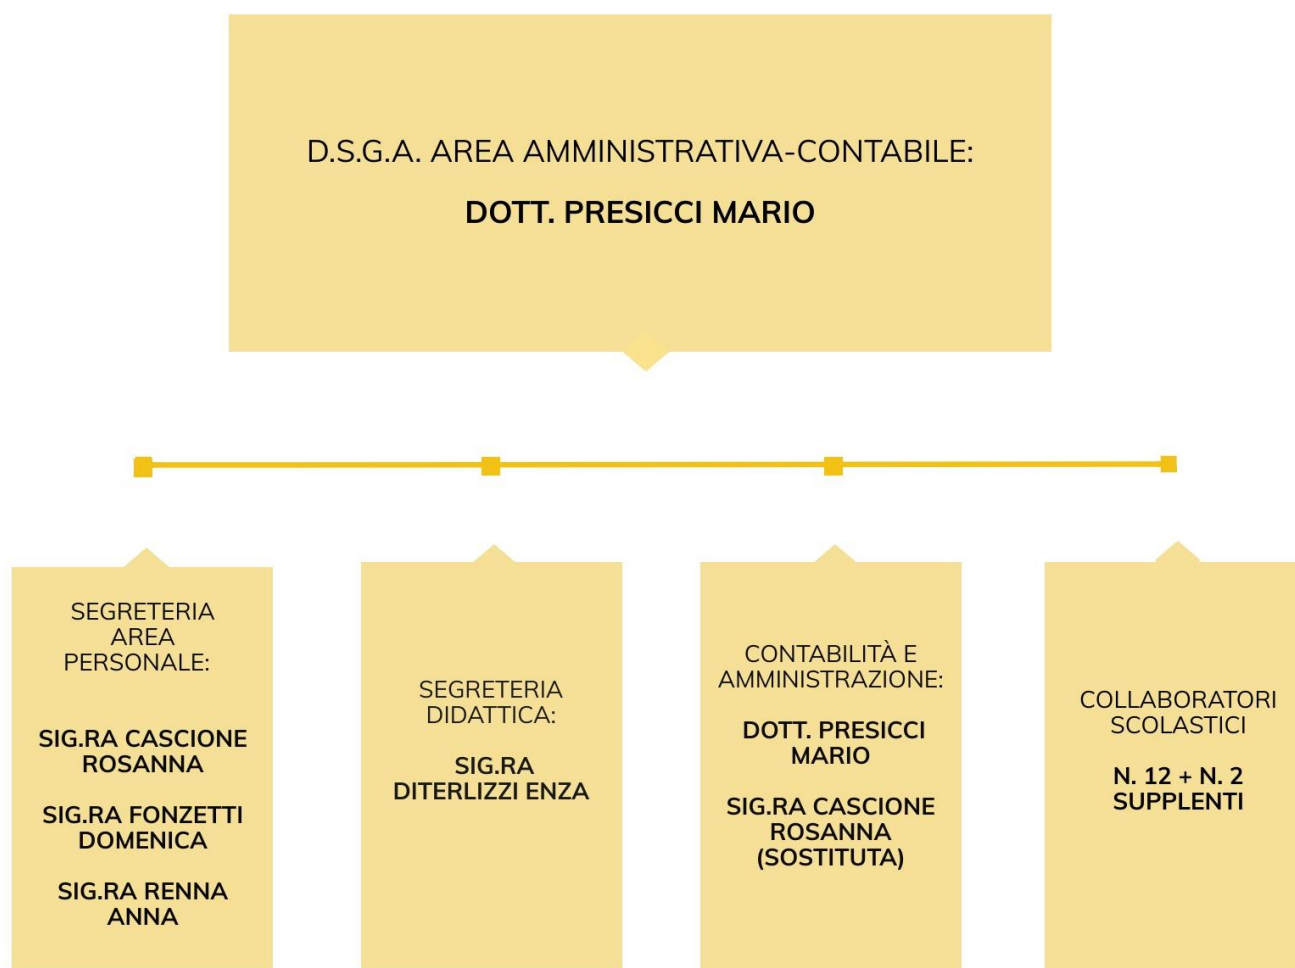 D.S.G.A. AREA AMMINISTRATIVA-CONTABILE:
DOTT. PRESICCI MARIO
SEGRETERIA
AREA
PERSONALE:
SIG.RA CASCIONE
ROSANNA
SIG.RA FONZETTI
DOMENICA
SIG.RA RENNA
ANNA
SEGRETERIA
DIDATTICA:
SIG.RA
DITERLIZZI ENZA
CONTABILITÀ E
AMMINISTRAZIONE:
DOTT. PRESICCI
MARIO
SIG.RA CASCIONE
ROSANNA
(SOSTITUTA)
COLLABORATORI
SCOLASTICI
N. 12 + N. 2
SUPPLENTI